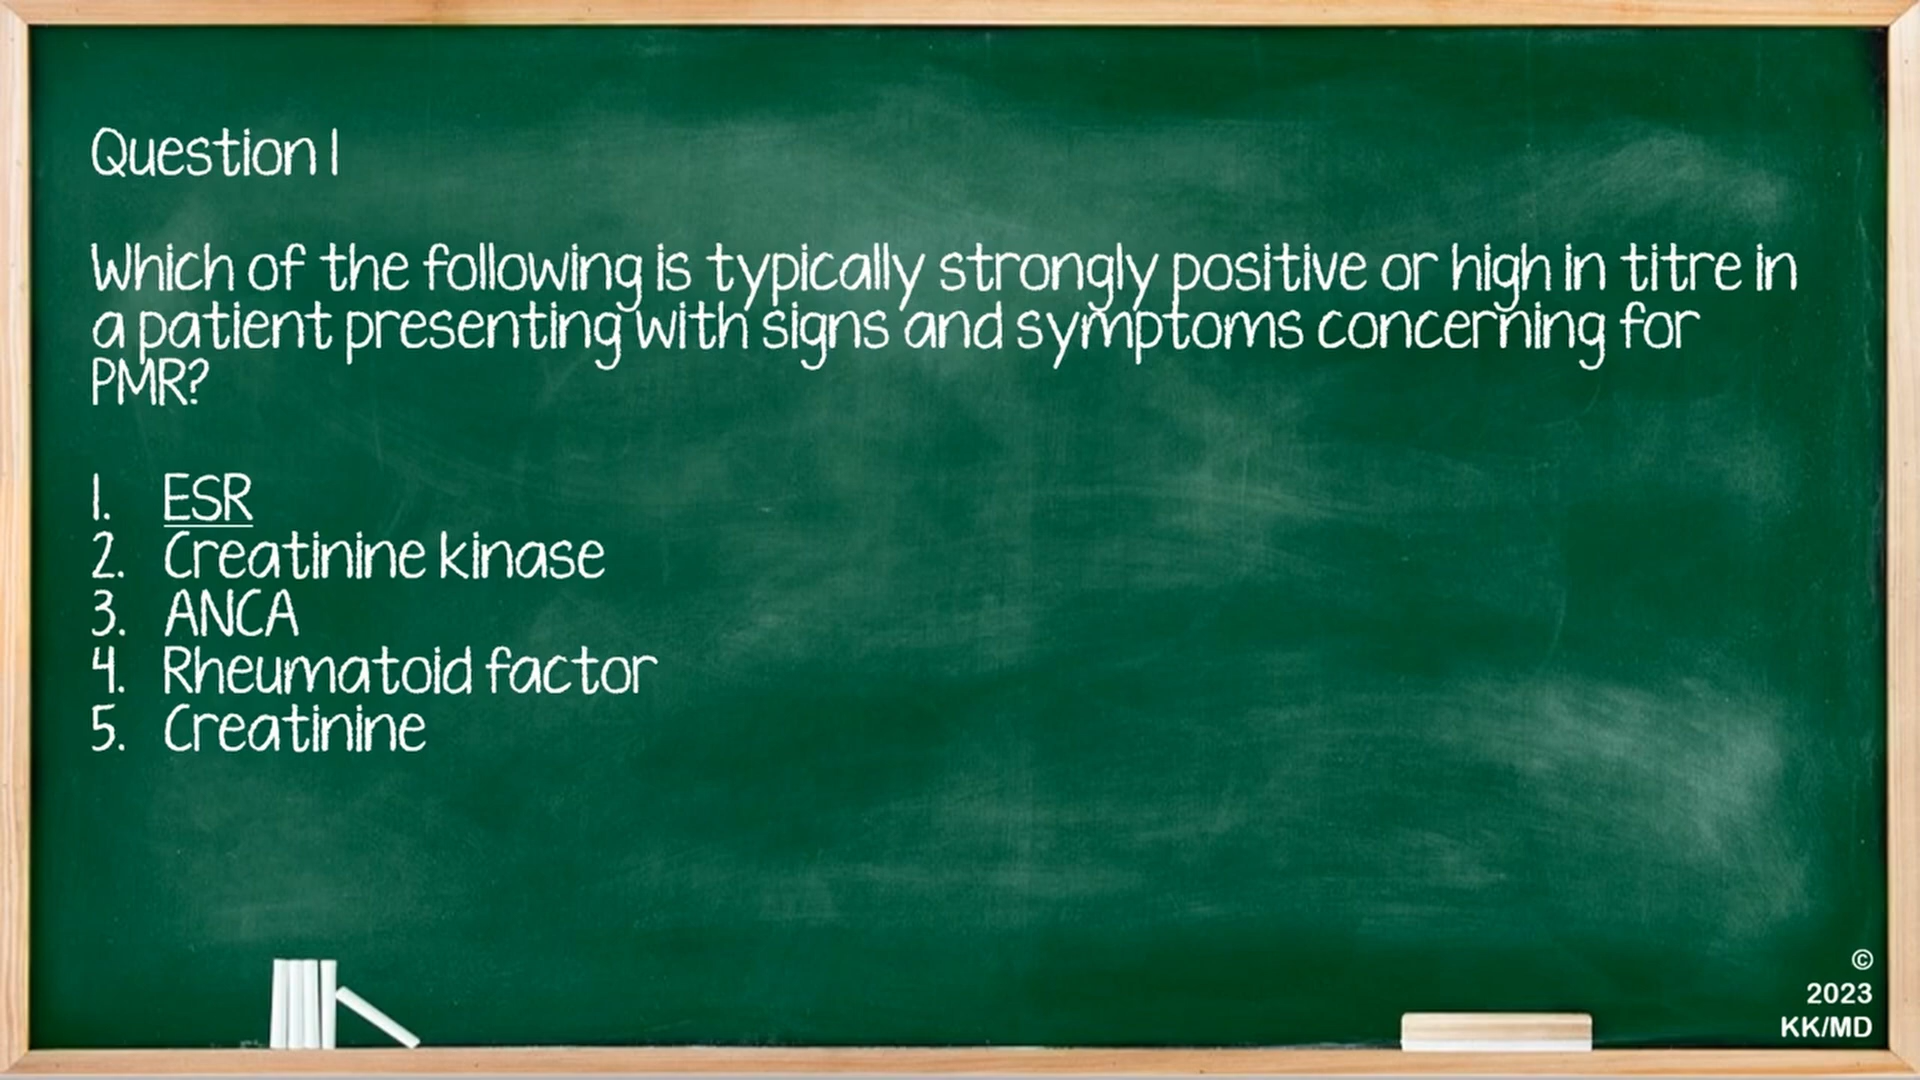 Question 1
Which of the following is typically strongly positive or high in titre in
a patient presenting with signs and symptoms concerning for
PMR?
1. ESR
2. Creatinine kinase
3. ANCA
4. Rheumatoid factor
5. Creatinine
©
2023
KK/MD